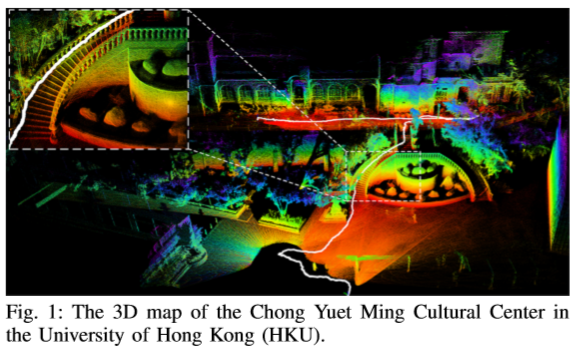 Fig. 1: The 3D map of the Chong Yuet Ming Cultural Center in
the University of Hong Kong (HKU).